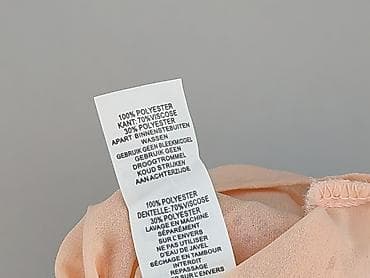 100% POLYESTER
KANT: 70%VISCOSE
30% POLYESTER
APART BINNENSTEBUITEN
WASSEN
GEBRUIK GEEN BLEEKMIDDEL
GEBRUIK GEEN
DROOGTROMMEL
KOUD STRIJKEN
AAN ACHTERZIJDE
100% POLYESTER
DENTELLE: 70%VISCOSE
30% POLYESTER
LAVAGE EN MACHINE
SÉPARÉMENT
SUR L'ENVERS
NE PAS UTILISER
D'EAU DE JAVEL
SÉCHAGE EN TAMBOUR
INTERDIT
REPASSAGE
SUR L'ENVERS